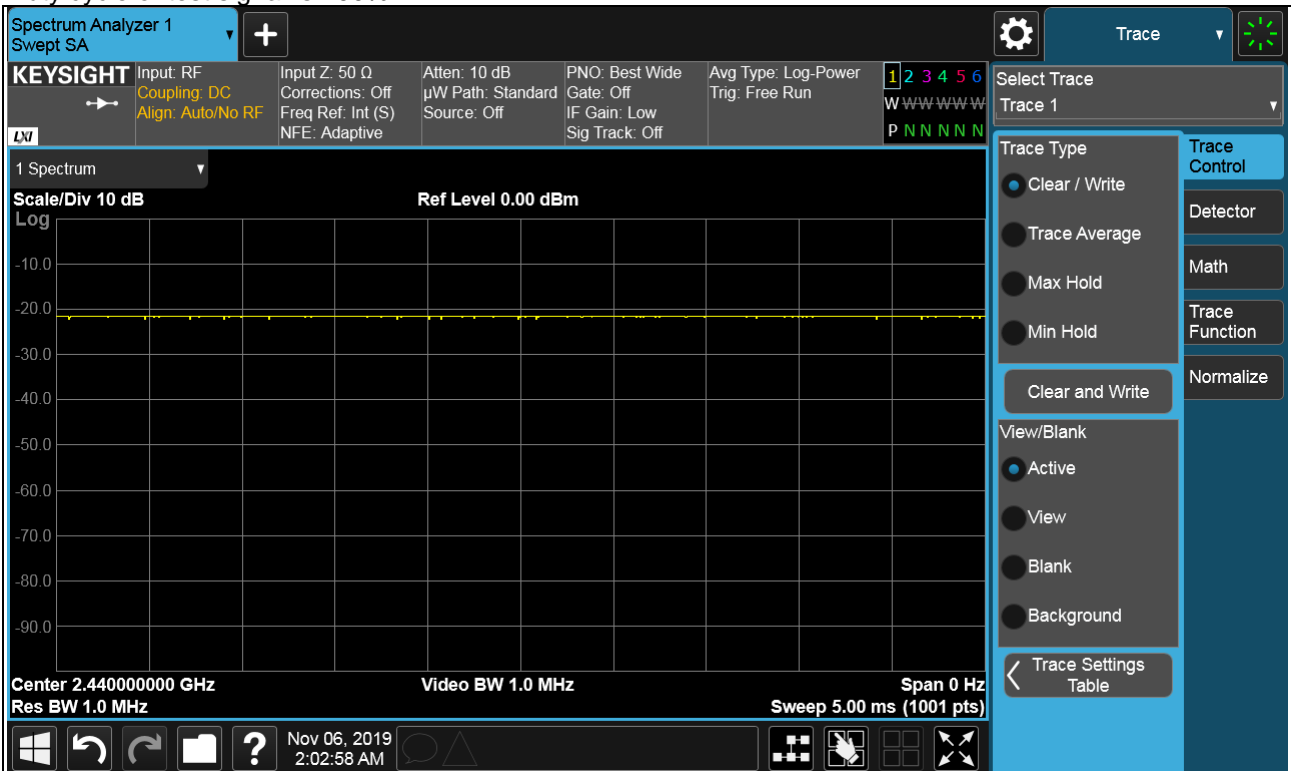 Spectrum Analyzer 1
Swept SA
Trace
KEYSIGHT
LXI
Input: RF
Coupling: DC
Align: Auto/No RF
Input Z: 50 Ω
Corrections: Off
Freq Ref: Int (S)
NFE: Adaptive
Atten: 10 dB
µW Path: Standard
Source: Off
PNO: Best Wide
Gate: Off
IF Gain: Low
Sig Track: Off
Avg Type: Log-Power
Trig: Free Run
1 2 3 4 5 6
W W W W W W
P N N N N N
Select Trace
Trace 1
1 Spectrum
Scale/Div 10 dB
Ref Level 0.00 dBm
Log
-10.0
-20.0
-30.0
-40.0
-50.0
-60.0
-70.0
-80.0
-90.0
Center 2.440000000 GHz
Video BW 1.0 MHz
Span 0 Hz
Res BW 1.0 MHz
Sweep 5.00 ms (1001 pts)
Trace Type
Clear / Write
Trace Average
Max Hold
Min Hold
Clear and Write
View/Blank
Active
View
Blank
Background
Trace Settings
Table
Trace
Control
Detector
Math
Trace
Function
Normalize
?
Nov 06, 2019
2:02:58 AM